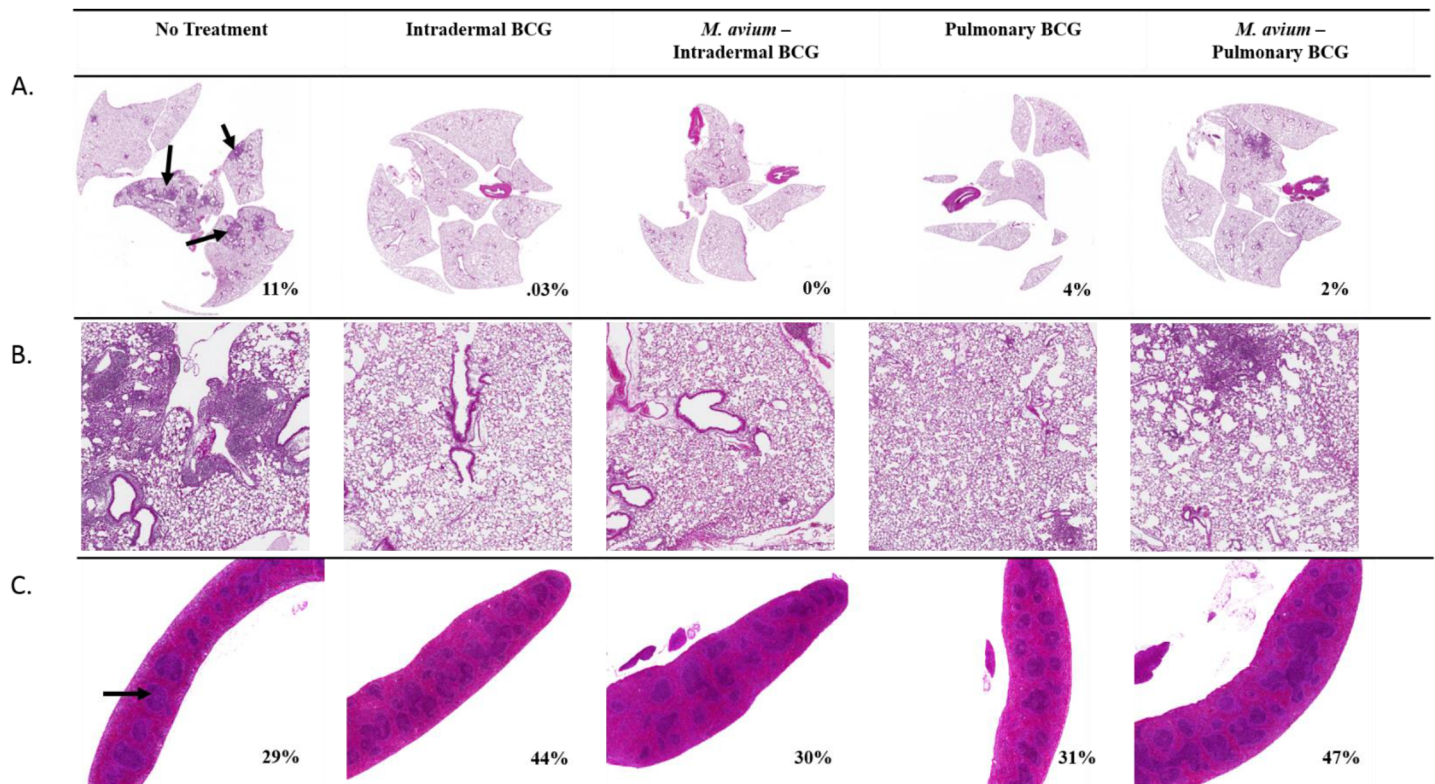 No Treatment
Intradermal BCG
M. avium –
Intradermal BCG
Pulmonary BCG
M. avium –
Pulmonary BCG
A.
11%
.03%
0%
4%
2%
B.
C.
29%
44%
30%
31%
47%